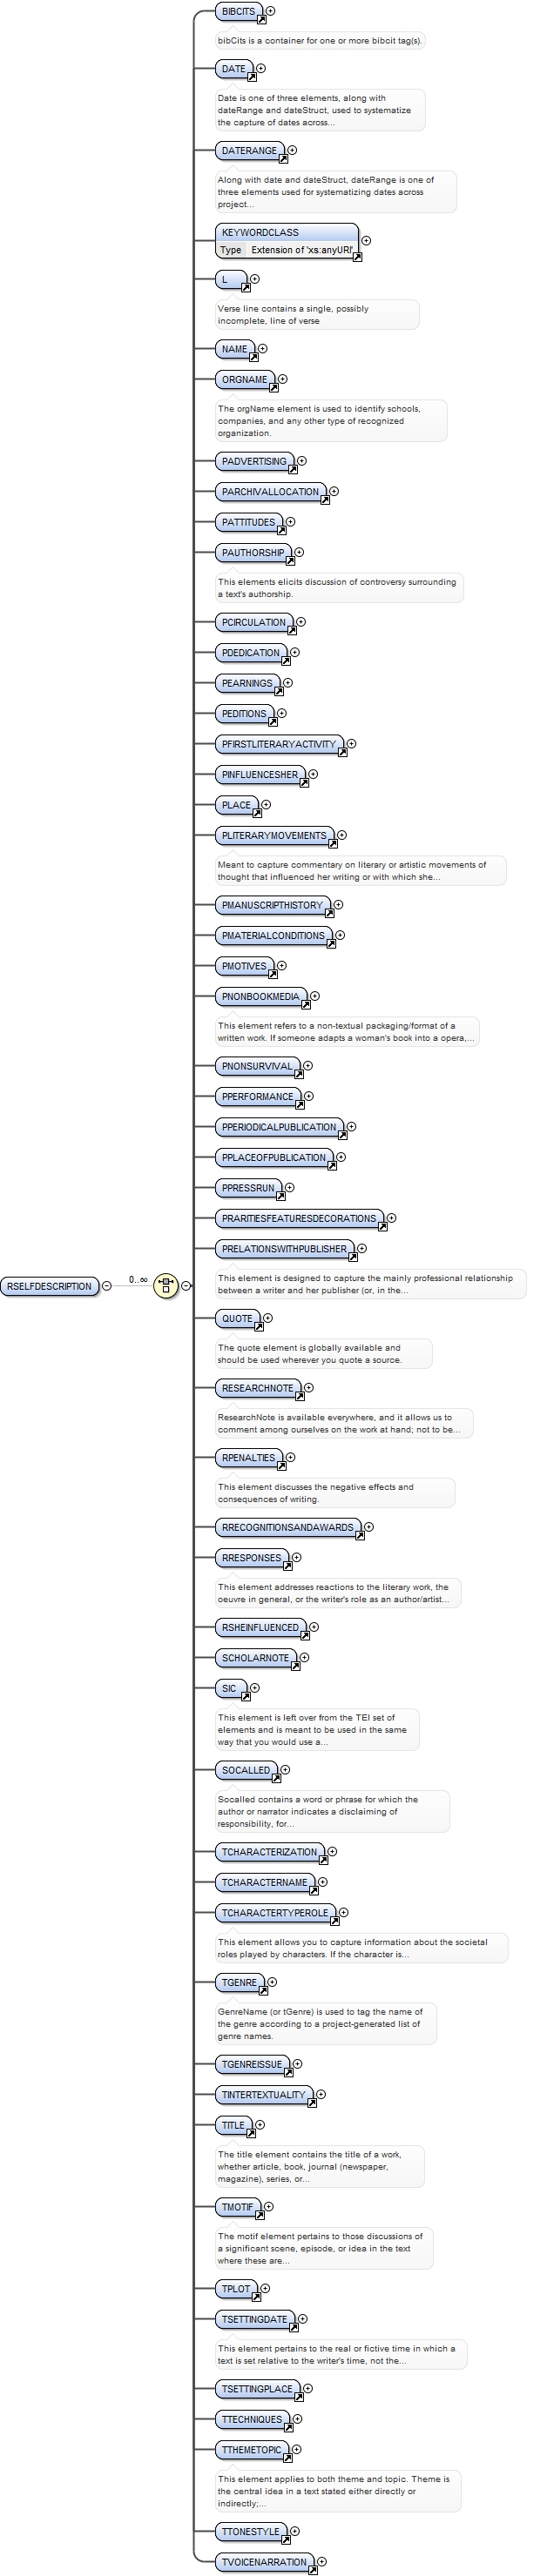 BIBCITS
bibCits is a container for one or more bibcit tag(s).
DATE
Date is one of three elements, along with
dateRange and dateStruct, used to systematize
the capture of dates across...
DATERANGE
Along with date and dateStruct, dateRange is one of
three elements used for systematizing dates across
project...
KEYWORDCLASS
Type Extension of 'xs:anyURI'
L
Verse line contains a single, possibly
incomplete, line of verse
NAME
ORGNAME
The orgName element is used to identify schools,
companies, and any other type of recognized
organization.
PADVERTISING
PARCHIVALLOCATION
PATTITUDES
PAUTHORSHIP
This elements elicits discussion of controversy surrounding
a text's authorship.
PCIRCULATION
PDEDICATION
PEARNINGS
PEDITIONS
PFIRSTLITERARYACTIVITY
PINFLUENCESHER
PLACE
PLITERARYMOVEMENTS
Meant to capture commentary on literary or artistic movements of
thought that influenced her writing or with which she...
PMANUSCRIPTHISTORY
PMATERIALCONDITIONS
PMOTIVES
PNONBOOKMEDIA
This element refers to a non-textual packaging/format of a
written work. If someone adapts a woman's book into a opera,...
PNONSURVIVAL
PPERFORMANCE
PPERIODICALPUBLICATION
PPLACEOFPUBLICATION
PPRESSRUN
PRARITIESFEATURESDECORATIONS
PRELATIONSWITHPUBLISHER
This element is designed to capture the mainly professional relationship
between a writer and her publisher (or, in the...
RSELFDESCRIPTION
0..∞
QUOTE
The quote element is globally available and
should be used wherever you quote a source.
RESEARCHNOTE
ResearchNote is available everywhere, and it allows us to
comment among ourselves on the work at hand; not to be...
RPENALTIES
This element discusses the negative effects and
consequences of writing.
RRECOGNITIONSANDAWARDS
RRESPONSES
This element addresses reactions to the literary work, the
oeuvre in general, or the writer's role as an author/artist...
RSHEINFLUENCED
SCHOLARNOTE
SIC
This element is left over from the TEI set of
elements and is meant to be used in the same
way that you would use a...
SOCALLED
Socalled contains a word or phrase for which the
author or narrator indicates a disclaiming of
responsibility, for...
TCHARACTERIZATION
TCHARACTERNAME
TCHARACTERTYPEROLE
This element allows you to capture information about the societal
roles played by characters. If the character is...
TGENRE
GenreName (or tGenre) is used to tag the name of
the genre according to a project-generated list of
genre names.
TGENREISSUE
TINTERTEXTUALITY
TITLE
The title element contains the title of a work,
whether article, book, journal (newspaper,
magazine), series, or...
TMOTIF
The motif element pertains to those discussions of
a significant scene, episode, or idea in the text
where these are...
TPLOT
TSETTINGDATE
This element pertains to the real or fictive time in which a
text is set relative to the writer's time, not the...
TSETTINGPLACE
TTECHNIQUES
TTHEMETOPIC
This element applies to both theme and topic. Theme is
the central idea in a text stated either directly or
indirectly;...
TTONESTYLE
TVOICENARRATION